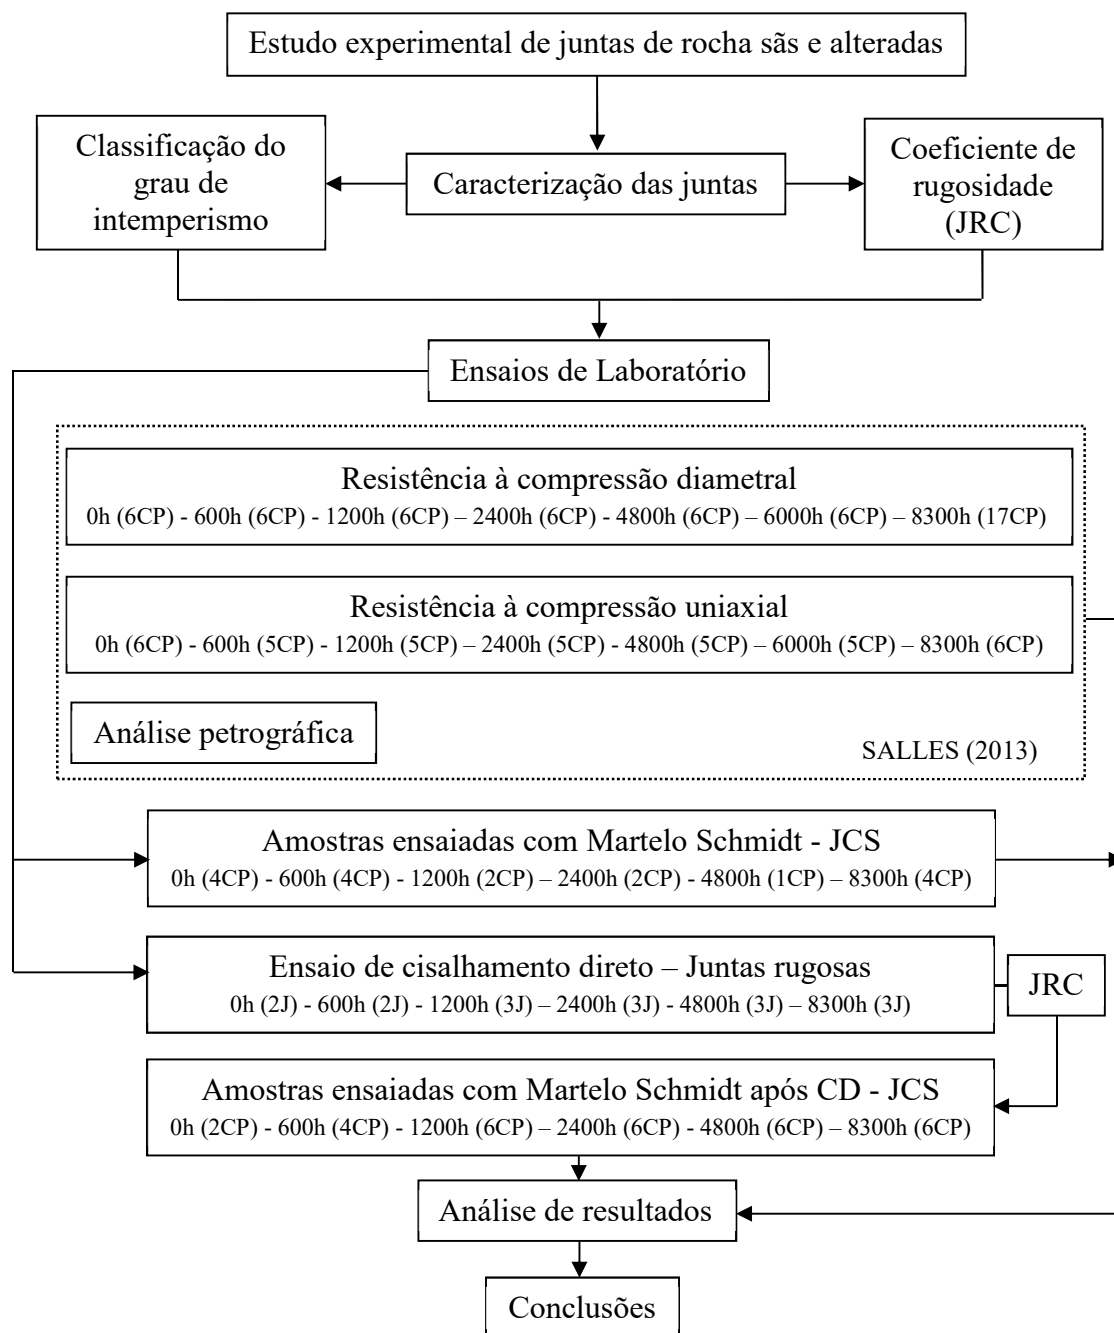 Estudo experimental de juntas de rocha sãs e alteradas
Classificação do
grau de
intemperismo
Caracterização das juntas
Coeficiente de
rugosidade
(JRC)
Ensaios de Laboratório
Resistência à compressão diametral
0h (6CP) - 600h (6CP) - 1200h (6CP) – 2400h (6CP) - 4800h (6CP) – 6000h (6CP) – 8300h (17CP)
Resistência à compressão uniaxial
0h (6CP) - 600h (5CP) - 1200h (5CP) – 2400h (5CP) - 4800h (5CP) – 6000h (5CP) – 8300h (6CP)
Análise petrográfica
SALLES (2013)
Amostras ensaiadas com Martelo Schmidt - JCS
0h (4CP) - 600h (4CP) - 1200h (2CP) – 2400h (2CP) - 4800h (1CP) – 8300h (4CP)
Ensaio de cisalhamento direto – Juntas rugosas
0h (2J) - 600h (2J) - 1200h (3J) – 2400h (3J) - 4800h (3J) – 8300h (3J)
JRC
Amostras ensaiadas com Martelo Schmidt após CD - JCS
0h (2CP) - 600h (4CP) - 1200h (6CP) – 2400h (6CP) - 4800h (6CP) – 8300h (6CP)
Análise de resultados
Conclusões